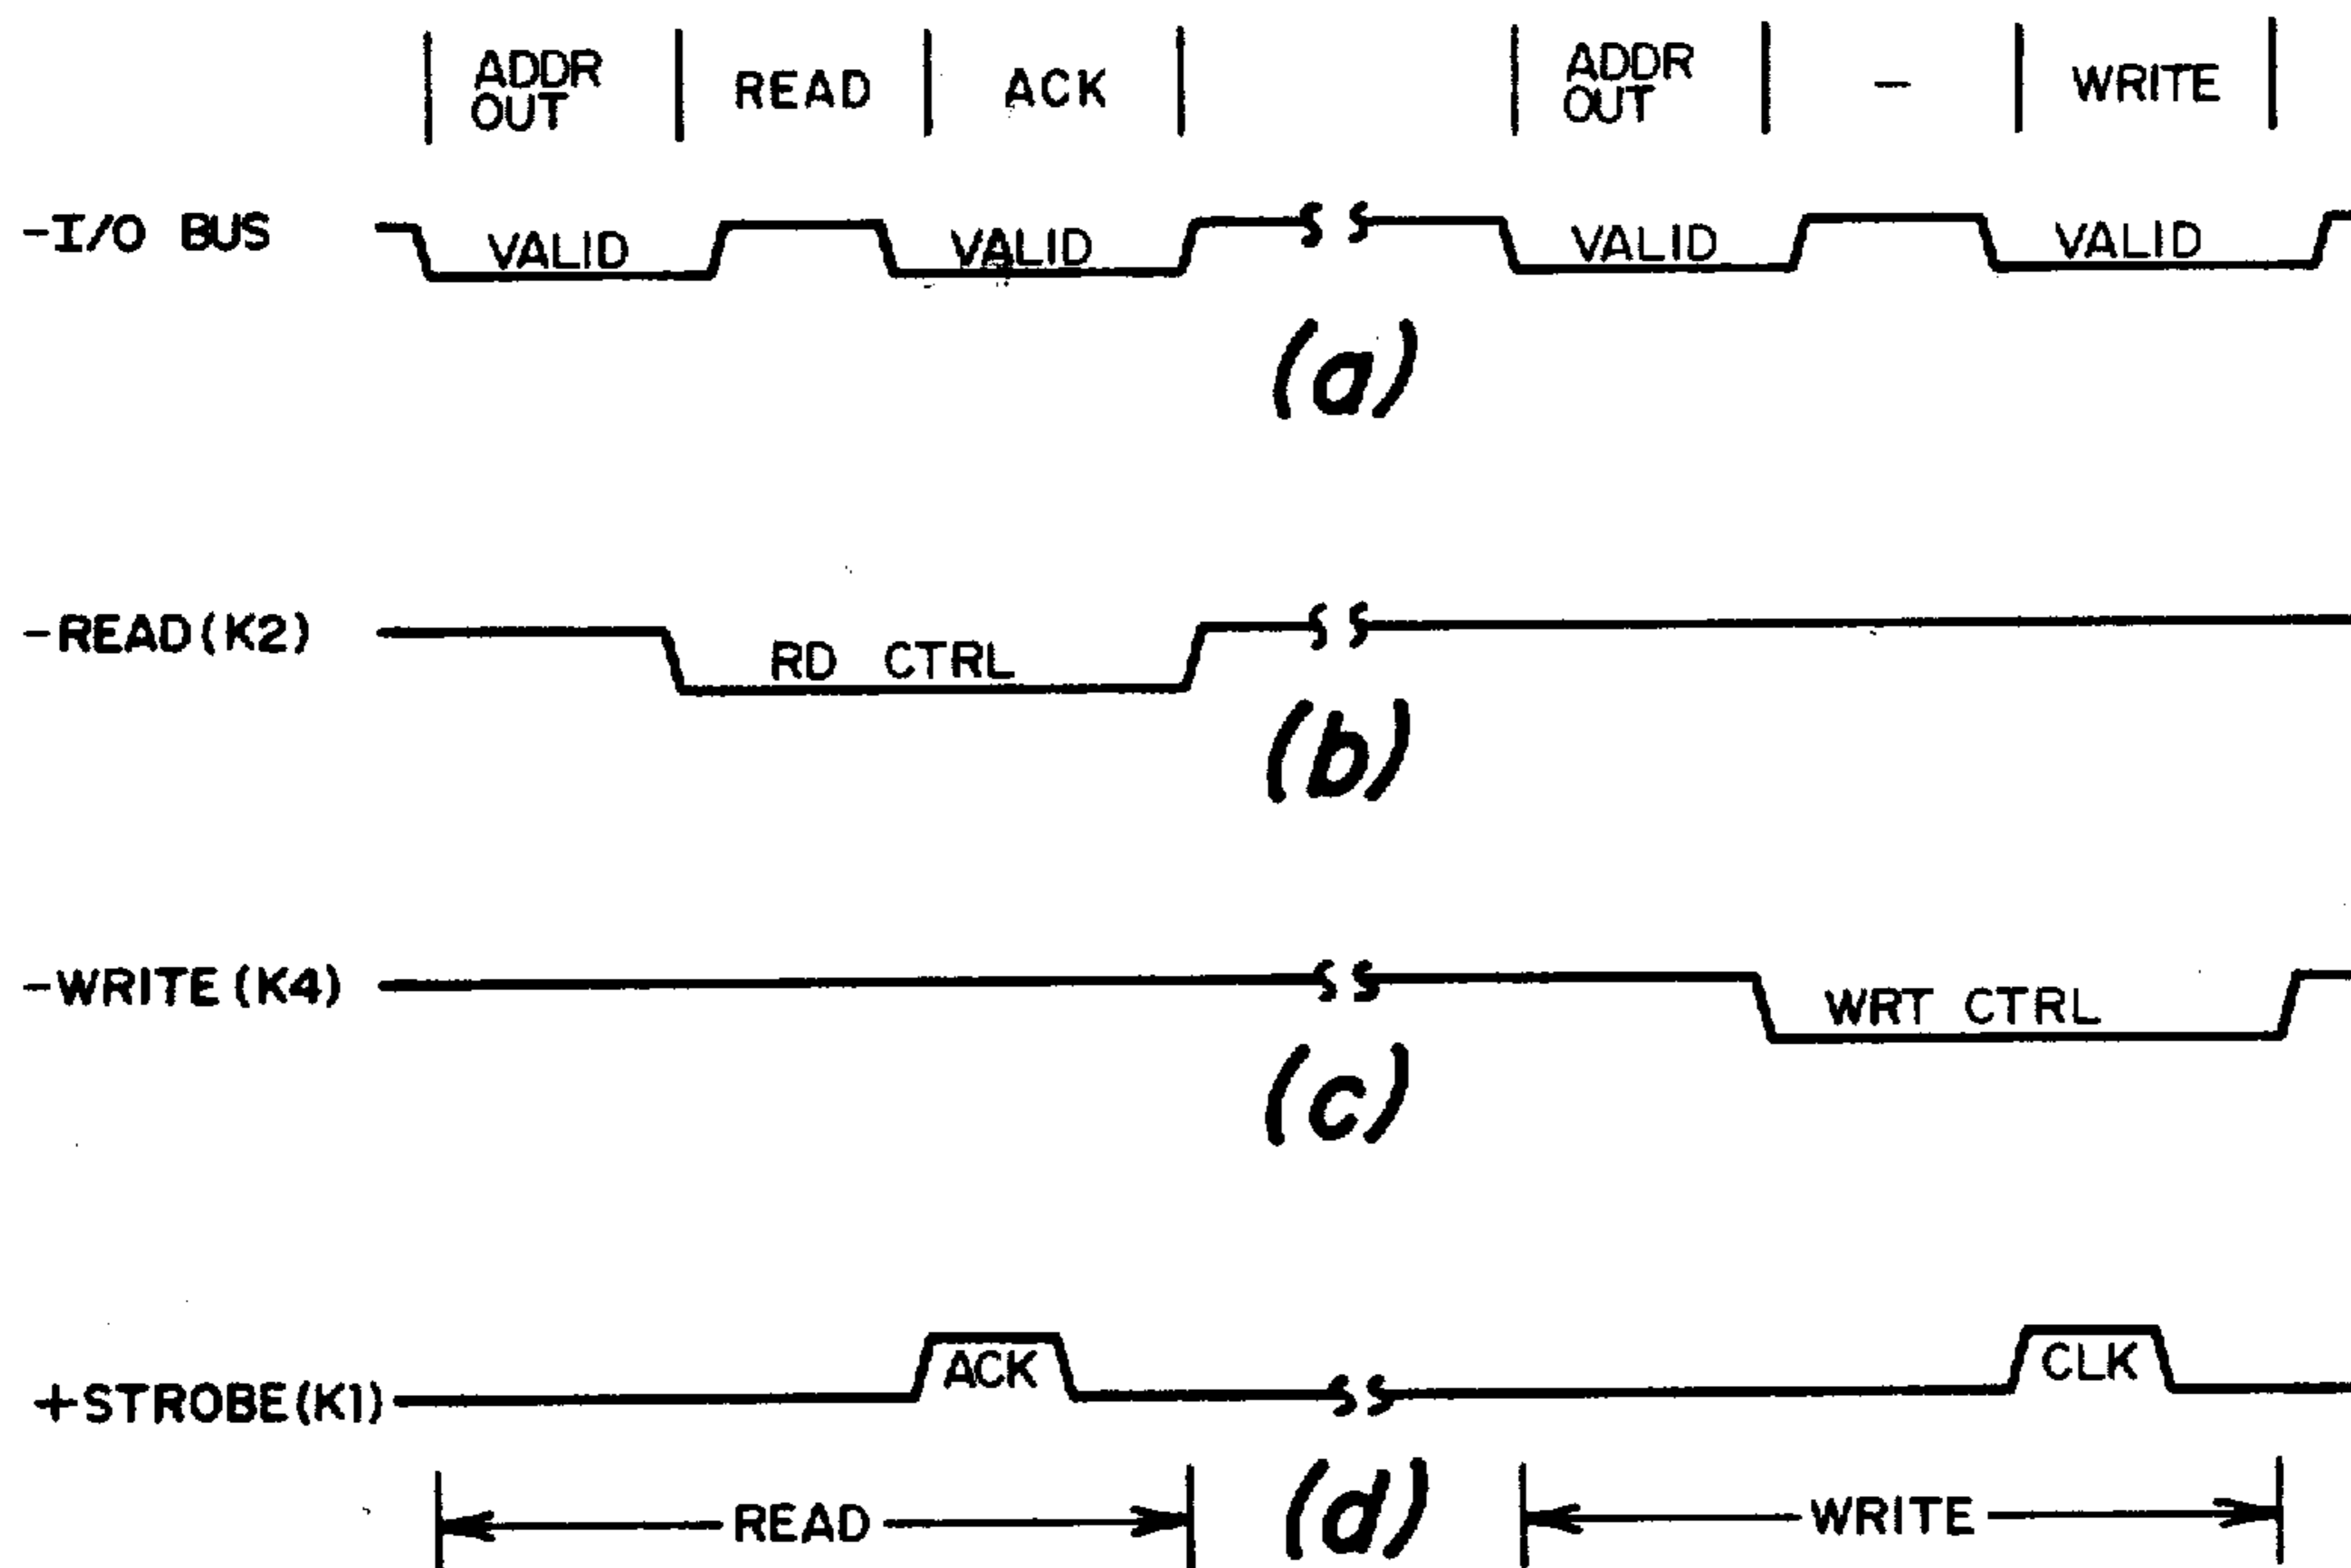 ADDR OUT READ ACK ADDR OUT - WRITE
-I/O BUS VALID VALID VALID VALID
(a)
-READ(K2) RD CTRL
(b)
-WRITE(K4) WRT CTRL
(c)
+STROBE(K1) ACK CLK
READ (d) WRITE